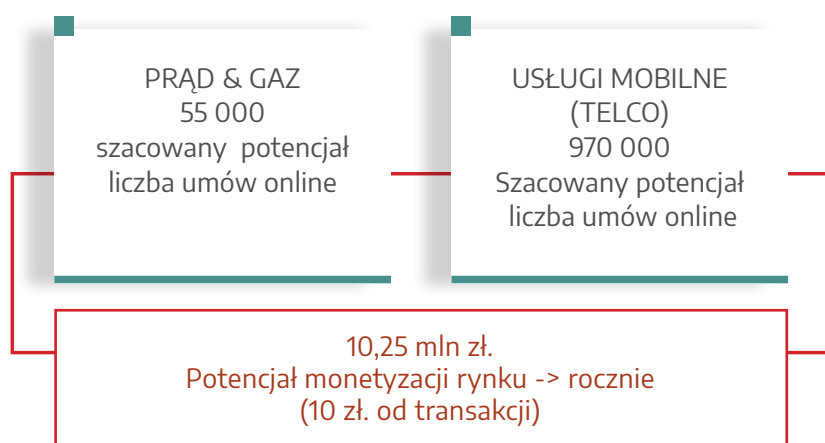 PRĄD & GAZ
55 000
szacowany potencjał
liczba umów online
USŁUGI MOBILNE
(TELCO)
970 000
Szacowany potencjał
liczba umów online
10,25 mln zł.
Potencjał monetyzacji rynku -> rocznie
(10 zł. od transakcji)